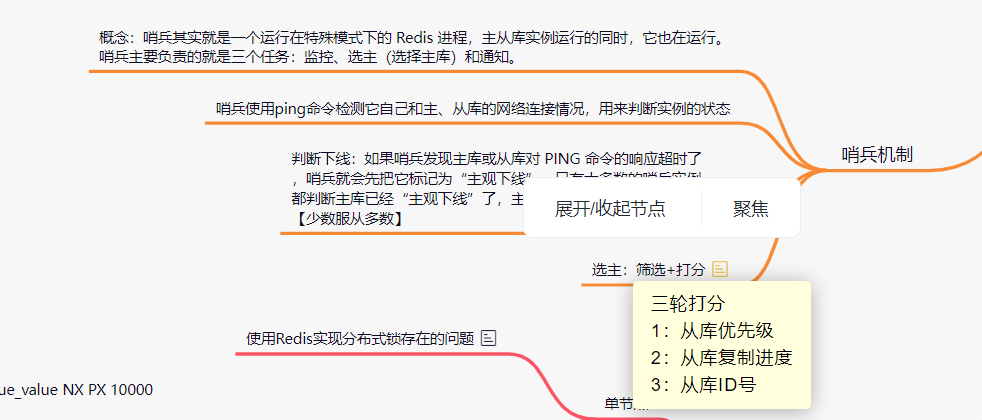 概念：哨兵其实就是一个运行在特殊模式下的 Redis 进程，主从库实例运行的同时，它也在运行。
哨兵主要负责的就是三个任务：监控、选主（选择主库）和通知。
哨兵使用ping命令检测它自己和主、从库的网络连接情况，用来判断实例的状态
哨兵机制
判断下线：如果哨兵发现主库或从库对 PING 命令的响应超时了
，哨兵就会先把它标记为“主观下线”
都判断主库已经“主观下线”了，主
【少数服从多数】
展开/收起节点
聚焦
选主：筛选+打分
三轮打分
1：从库优先级
2：从库复制进度
3：从库ID号
使用Redis实现分布式锁存在的问题
ue_value NX PX 10000
单节